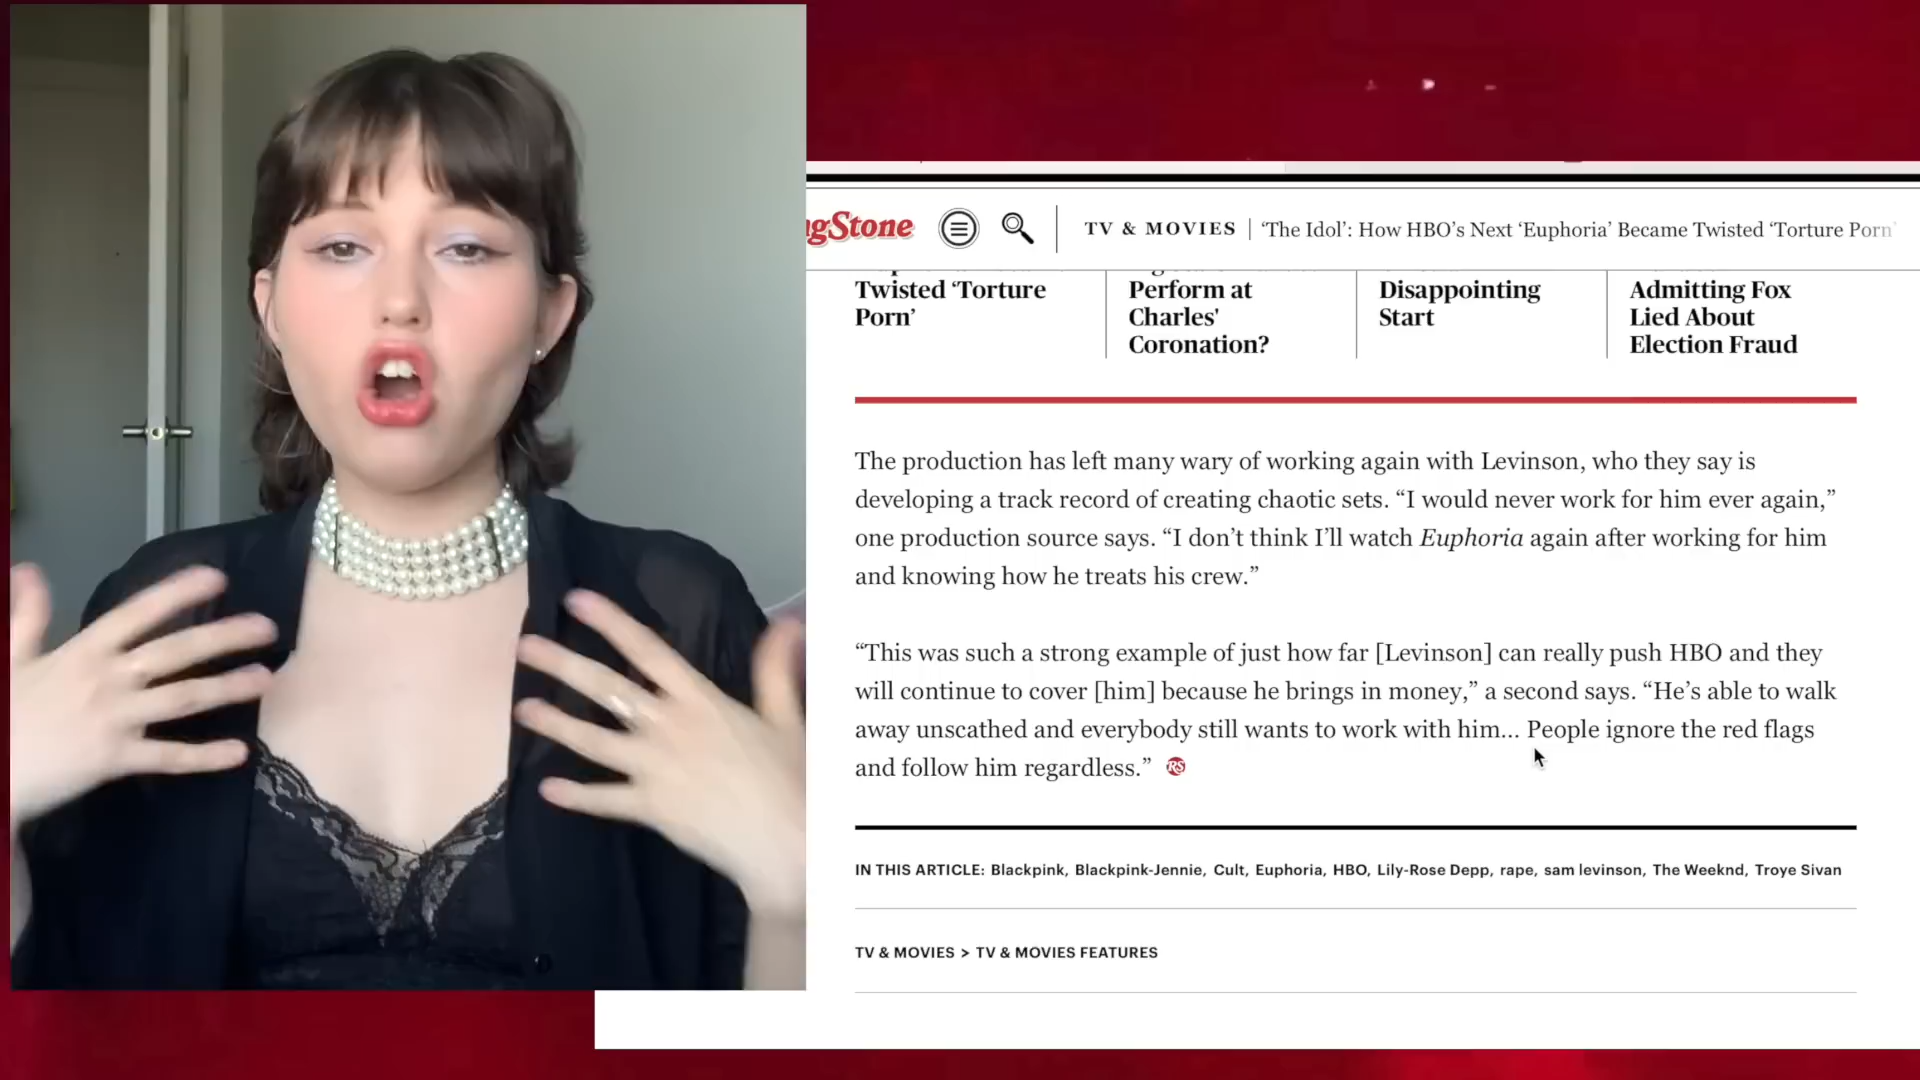 ngStone
TV & MOVIES
‘The Idol’: How HBO’s Next ‘Euphoria’ Became Twisted ‘Torture Porn’
Twisted ‘Torture
Porn’
Perform at
Charles'
Coronation?
Disappointing
Start
Admitting Fox
Lied About
Election Fraud
The production has left many wary of working again with Levinson, who they say is
developing a track record of creating chaotic sets. “I would never work for him ever again,”
one production source says. “I don’t think I’ll watch Euphoria again after working for him
and knowing how he treats his crew.”
“This was such a strong example of just how far [Levinson] can really push HBO and they
will continue to cover [him] because he brings in money,” a second says. “He’s able to walk
away unscathed and everybody still wants to work with him... People ignore the red flags
and follow him regardless.” RS
IN THIS ARTICLE: Blackpink, Blackpink-Jennie, Cult, Euphoria, HBO, Lily-Rose Depp, rape, sam levinson, The Weeknd, Troye Sivan
TV & MOVIES > TV & MOVIES FEATURES